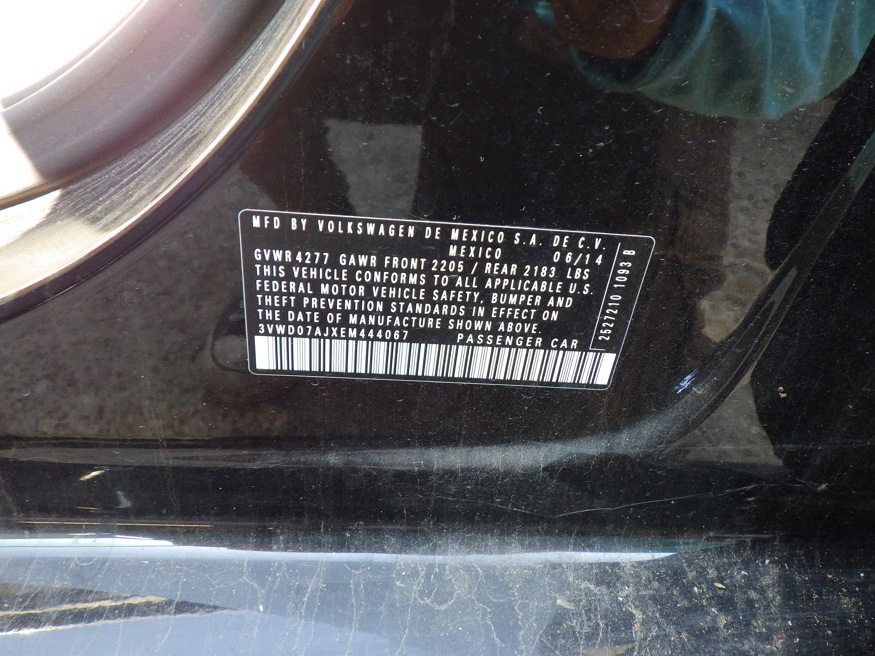 MFD BY VOLKSWAGEN DE MEXICO S.A. DE C.V.
MEXICO 06/14
GVWR 4277 GAWR FRONT 2205 / REAR 2183 LBS
THIS VEHICLE CONFORMS TO ALL APPLICABLE U.S.
FEDERAL MOTOR VEHICLE SAFETY, BUMPER AND
THEFT PREVENTION STANDARDS IN EFFECT ON
THE DATE OF MANUFACTURE SHOWN ABOVE.
3VWD07AJXEM444067 PASSENGER CAR
2527210 1093 B